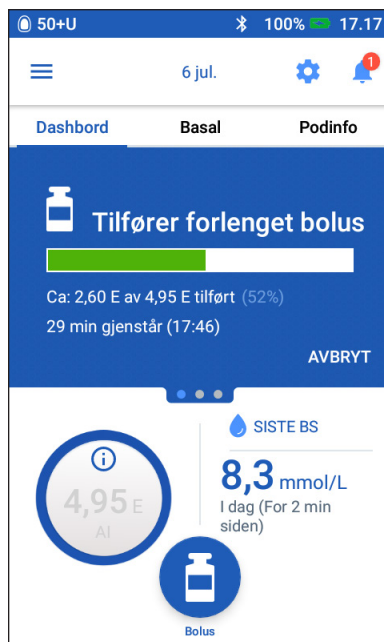 50+U 100% 17.17
6 jul. 1
Dashbord Basal Podinfo
Tilfører forlenget bolus
Ca: 2,60 E av 4,95 E tilført (52%)
29 min gjenstår (17:46)
AVBRYT
SISTE BS
8,3 mmol/L
I dag (For 2 min
siden)
4,95 E
AI
Bolus